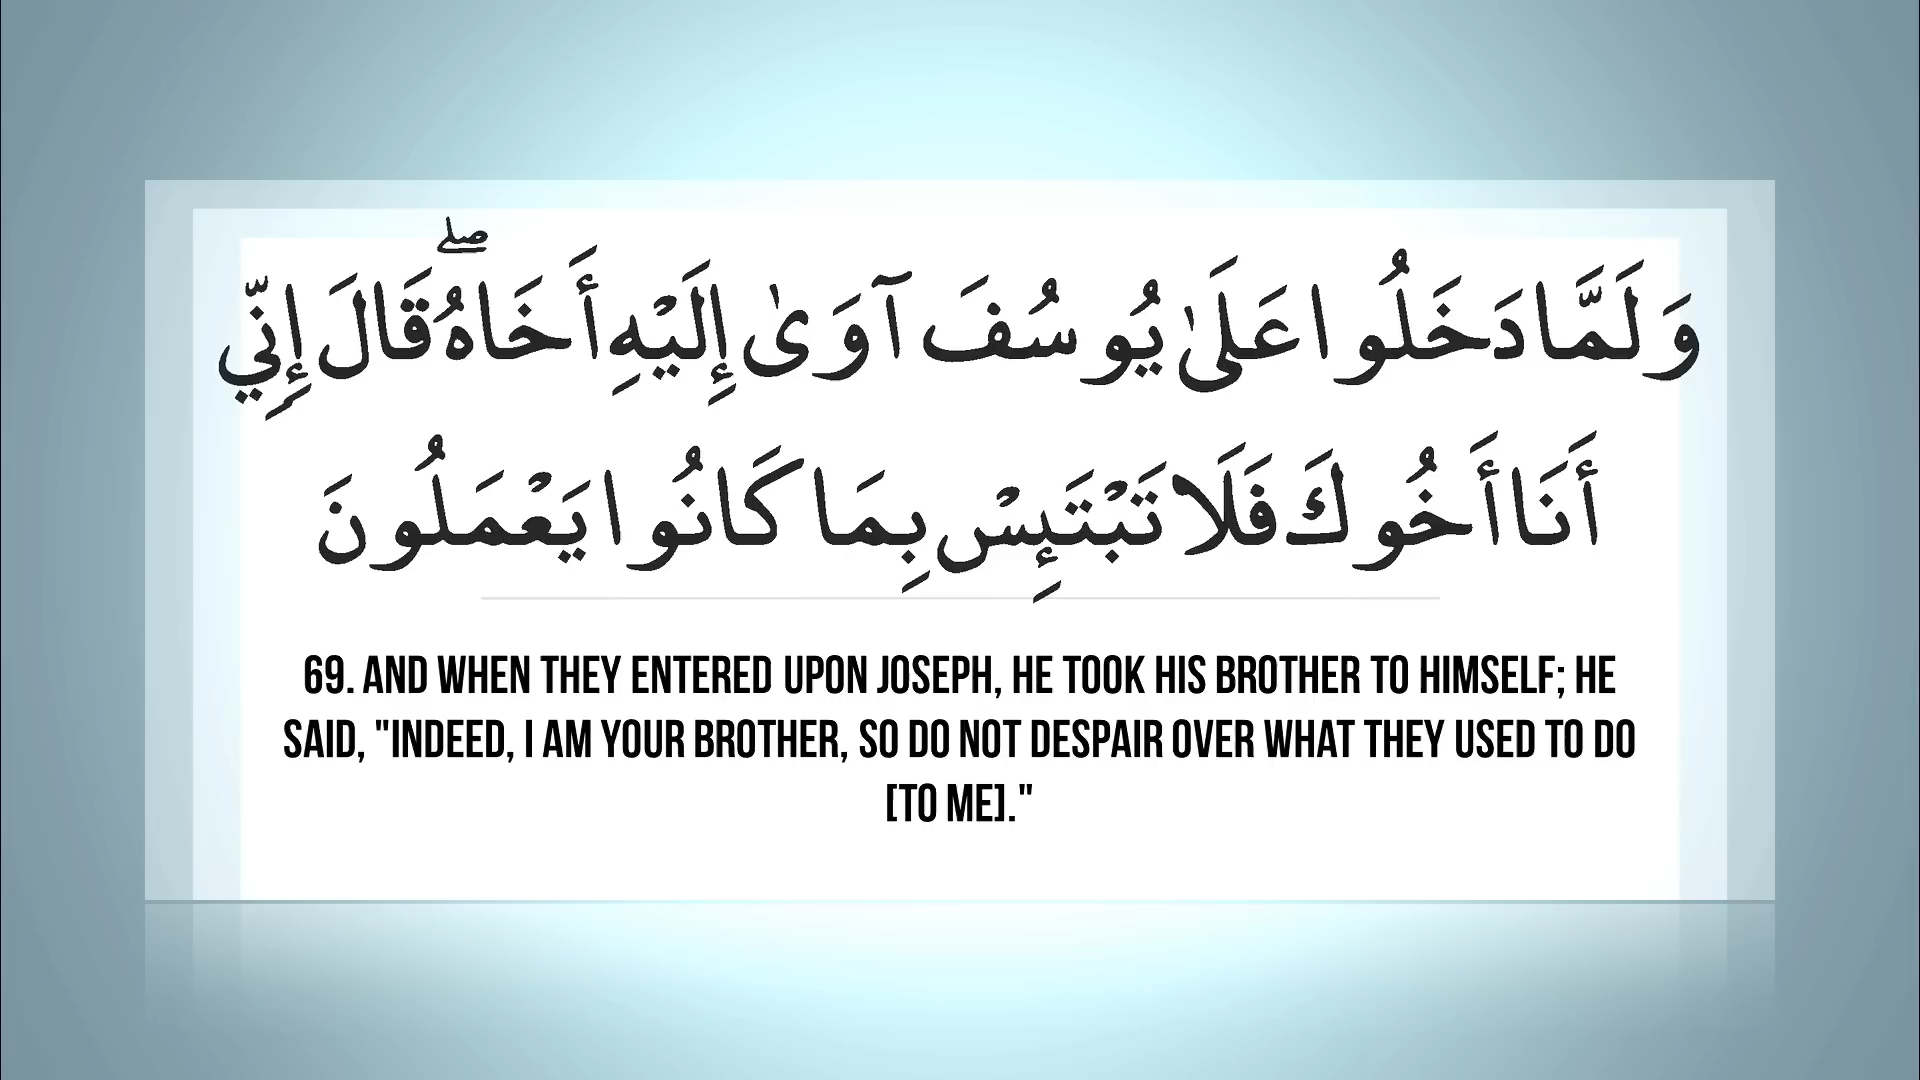 وَلَمَّا دَخَلُوا عَلَىٰ يُوسُفَ آوَىٰ إِلَيْهِ أَخَاهُ ۖ قَالَ إِنِّي
أَنَا أَخُوكَ فَلَا تَبْتَئِسْ بِمَا كَانُوا يَعْمَلُونَ
69. AND WHEN THEY ENTERED UPON JOSEPH, HE TOOK HIS BROTHER TO HIMSELF; HE
SAID, "INDEED, I AM YOUR BROTHER, SO DO NOT DESPAIR OVER WHAT THEY USED TO DO
[TO ME]."